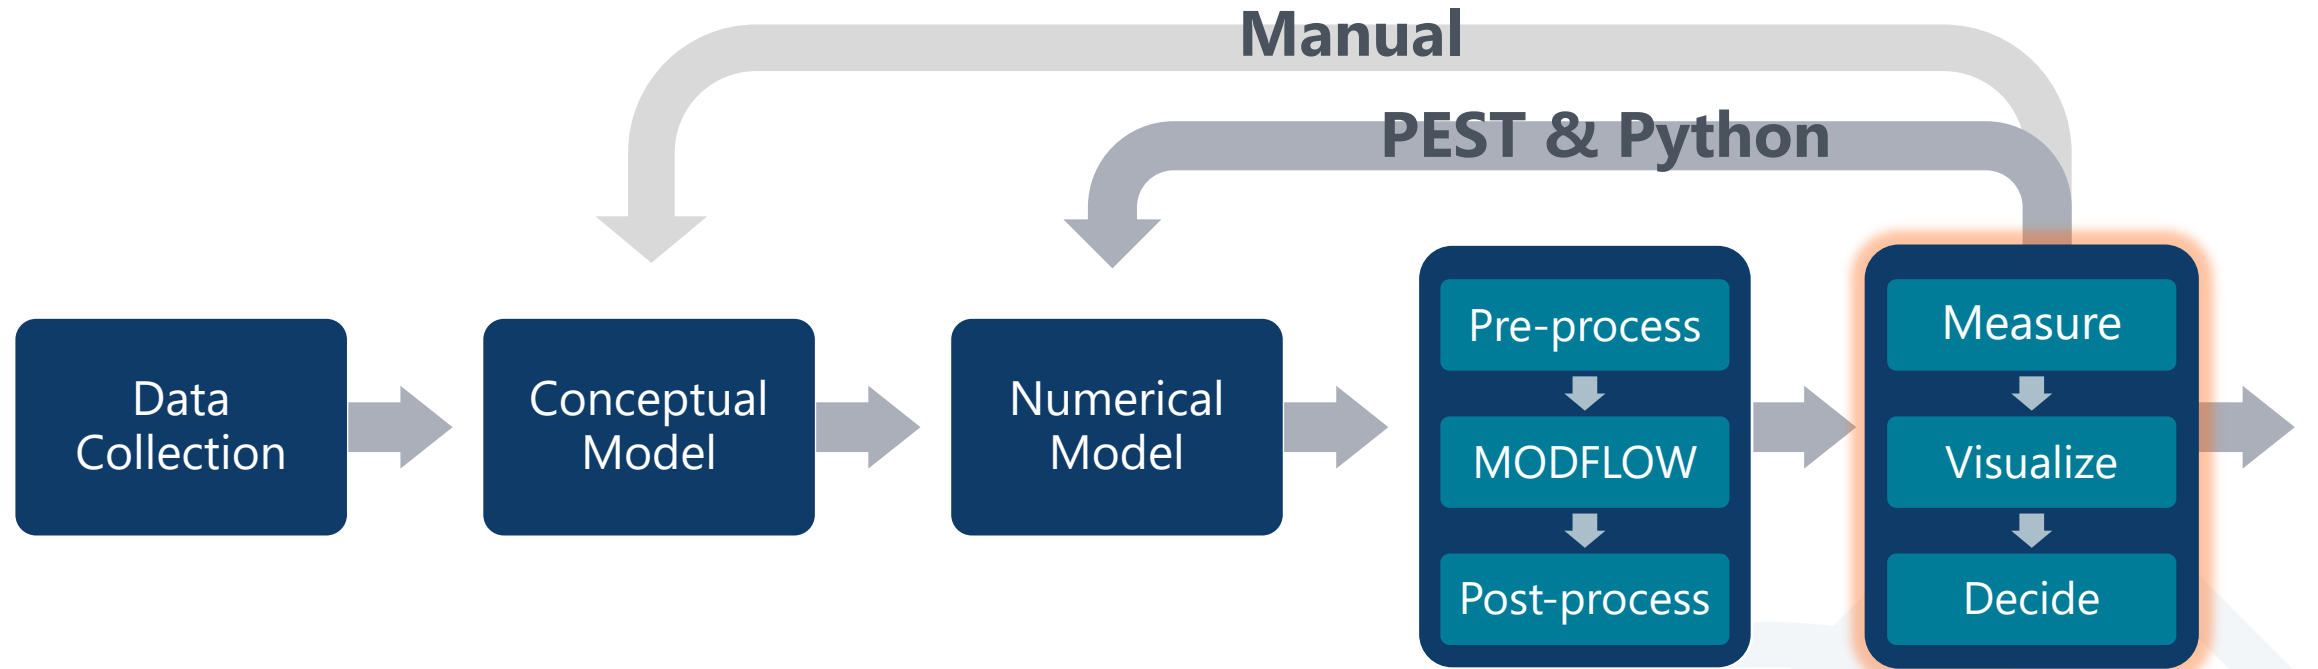 Manual
PEST & Python
Data
Collection
Conceptual
Model
Numerical
Model
Pre-process
MODFLOW
Post-process
Measure
Visualize
Decide